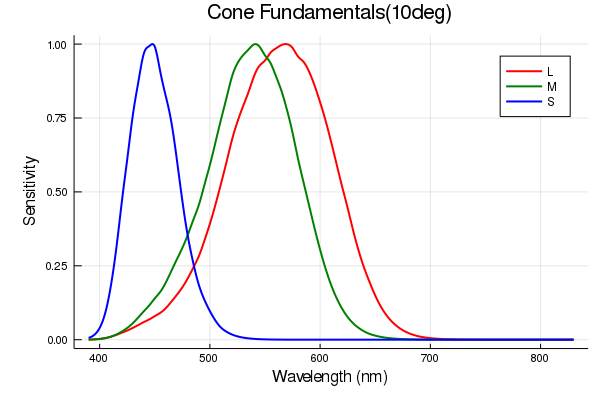 Cone Fundamentals(10deg)
1.00
0.75
0.50
0.25
0.00
Sensitivity
L
M
S
400 500 600 700 800
Wavelength (nm)